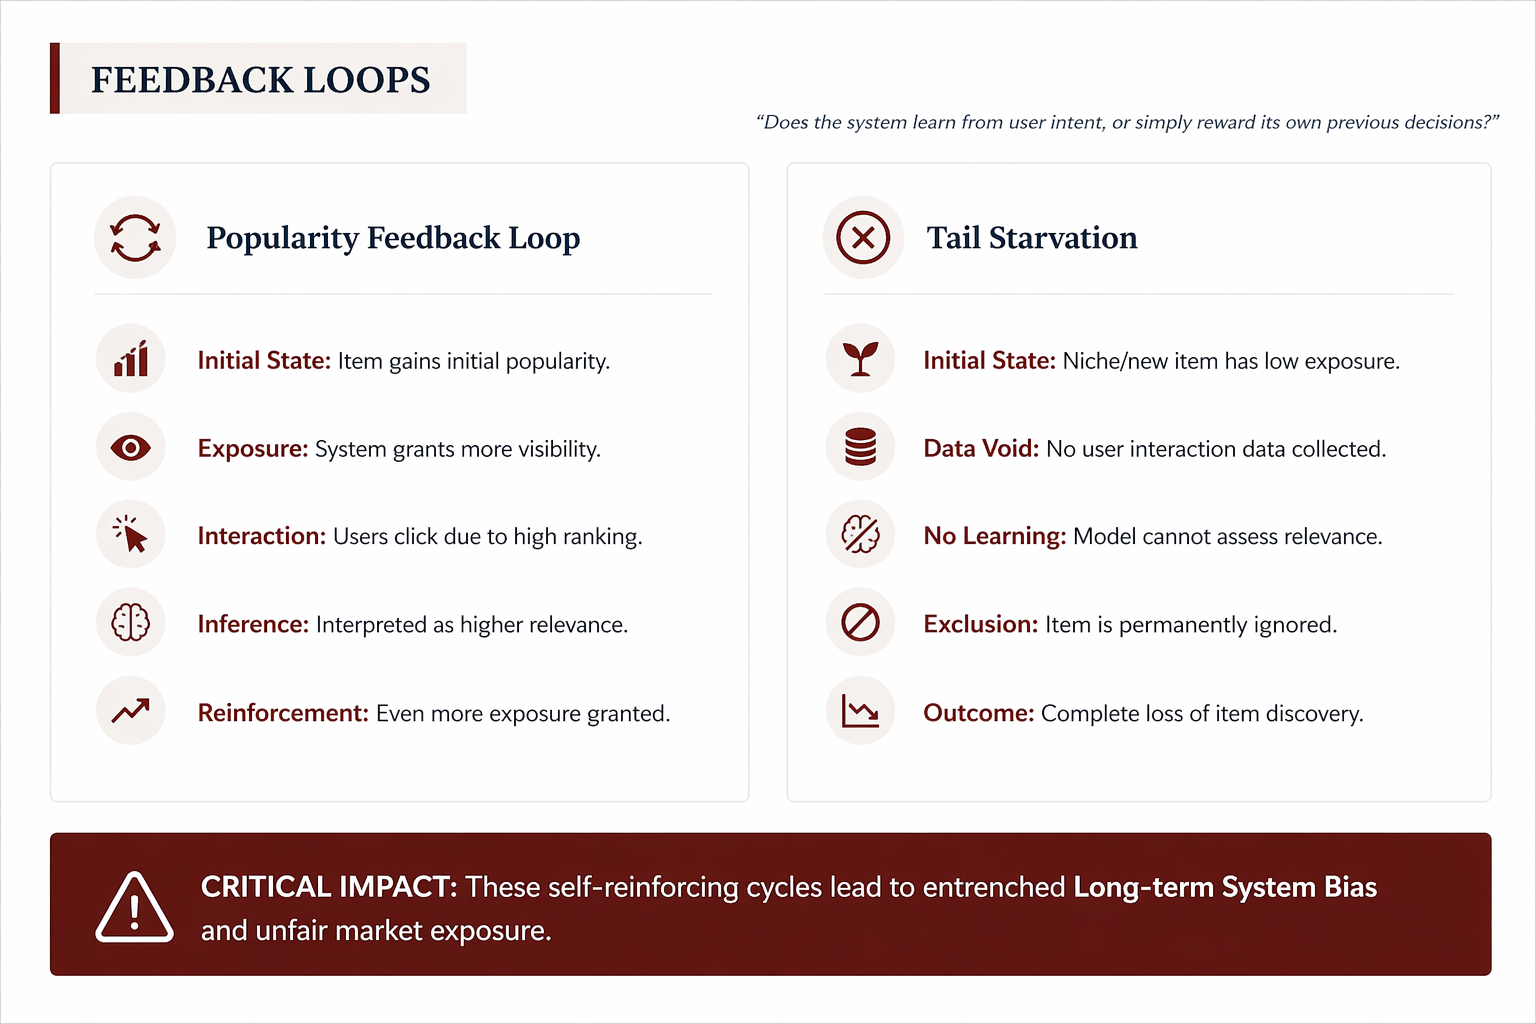 FEEDBACK LOOPS
“Does the system learn from user intent, or simply reward its own previous decisions?”
Popularity Feedback Loop
Initial State: Item gains initial popularity.
Exposure: System grants more visibility.
Interaction: Users click due to high ranking.
Inference: Interpreted as higher relevance.
Reinforcement: Even more exposure granted.
Tail Starvation
Initial State: Niche/new item has low exposure.
Data Void: No user interaction data collected.
No Learning: Model cannot assess relevance.
Exclusion: Item is permanently ignored.
Outcome: Complete loss of item discovery.
CRITICAL IMPACT: These self-reinforcing cycles lead to entrenched Long-term System Bias
and unfair market exposure.